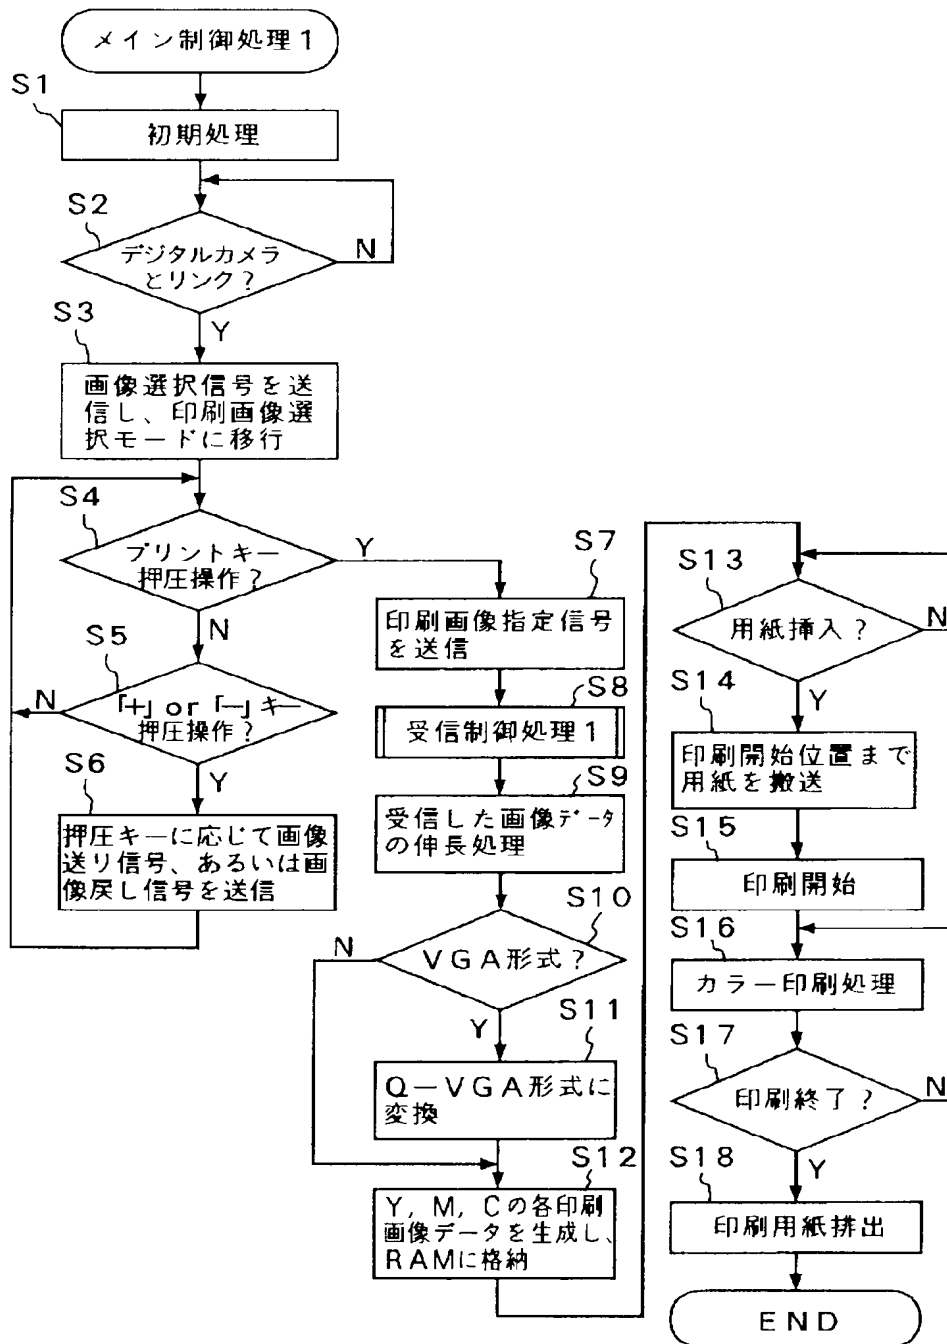 メイン制御処理1
S1
初期処理
S2
デジタルカメラ
とリンク?
N
Y
S3
画像選択信号を送
信し、印刷画像選
択モードに移行
S4
プリントキー
押圧操作?
Y
N
S5
「+」or「-」キー
押圧操作?
N
Y
S6
押圧キーに応じて画像
送り信号、あるいは画
像戻し信号を送信
S7
印刷画像指定信号
を送信
S8
受信制御処理1
S9
受信した画像データ
の伸長処理
S10
VGA形式?
N
Y
S11
Q-VGA形式に
変換
S12
Y, M, Cの各印刷
画像データを生成し、
RAMに格納
S13
用紙挿入?
N
Y
S14
印刷開始位置まで
用紙を搬送
S15
印刷開始
S16
カラー印刷処理
S17
印刷終了?
N
Y
S18
印刷用紙排出
END